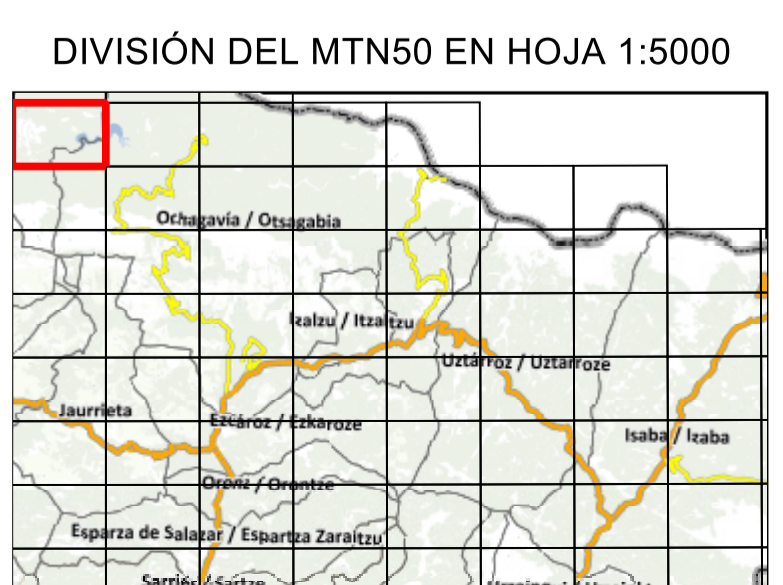 DIVISIÓN DEL MTN50 EN HOJA 1:5000
Ochagavía / Otsagabia
Izalzu / Itzaltzu
Uztárroz / Uztarroze
Jaurrieta
Ezcároz / Ezkaroze
Isaba / Izaba
Oronz / Orontze
Esparza de Salazar / Espartza Zaraitzu